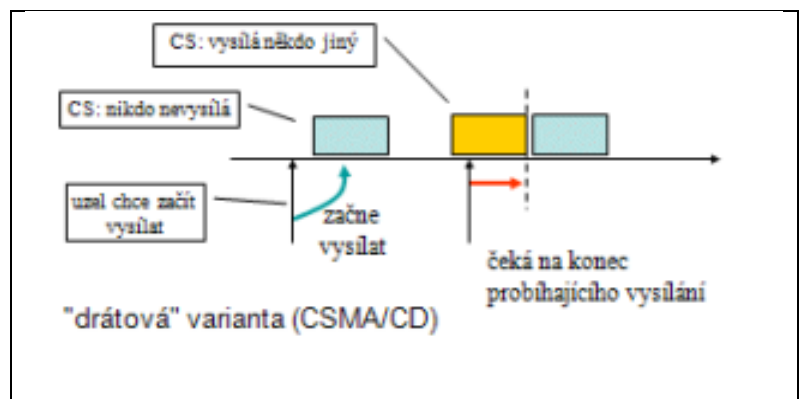 CS: vysílá někdo jiný
CS: nikdo nevysílá
uzel chce začít
vysílat
začne
vysílat
čeká na konec
probíhajícího vysílání
"drátová" varianta (CSMA/CD)